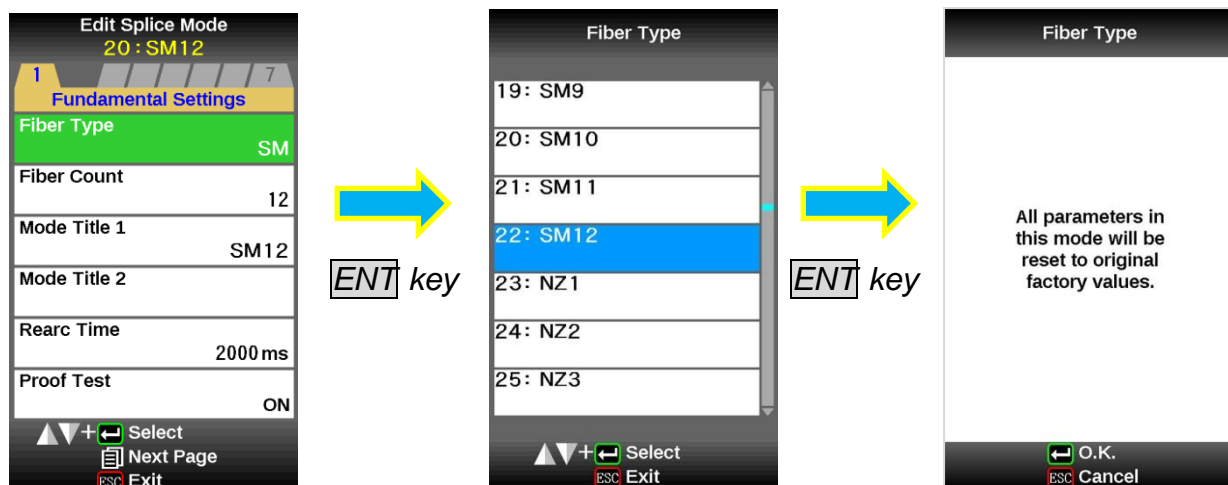 Edit Splice Mode
20:SM12
1
7
Fundamental Settings
Fiber Type
SM
Fiber Count
12
Mode Title 1
SM12
Mode Title 2
Rearc Time
2000ms
Proof Test
ON
+ Select
Next Page
ESC Exit
ENT key
Fiber Type
19: SM9
20: SM10
21: SM11
22: SM12
23: NZ1
24: NZ2
25: NZ3
+ Select
ESC Exit
ENT key
Fiber Type
All parameters in
this mode will be
reset to original
factory values.
O.K.
ESC Cancel